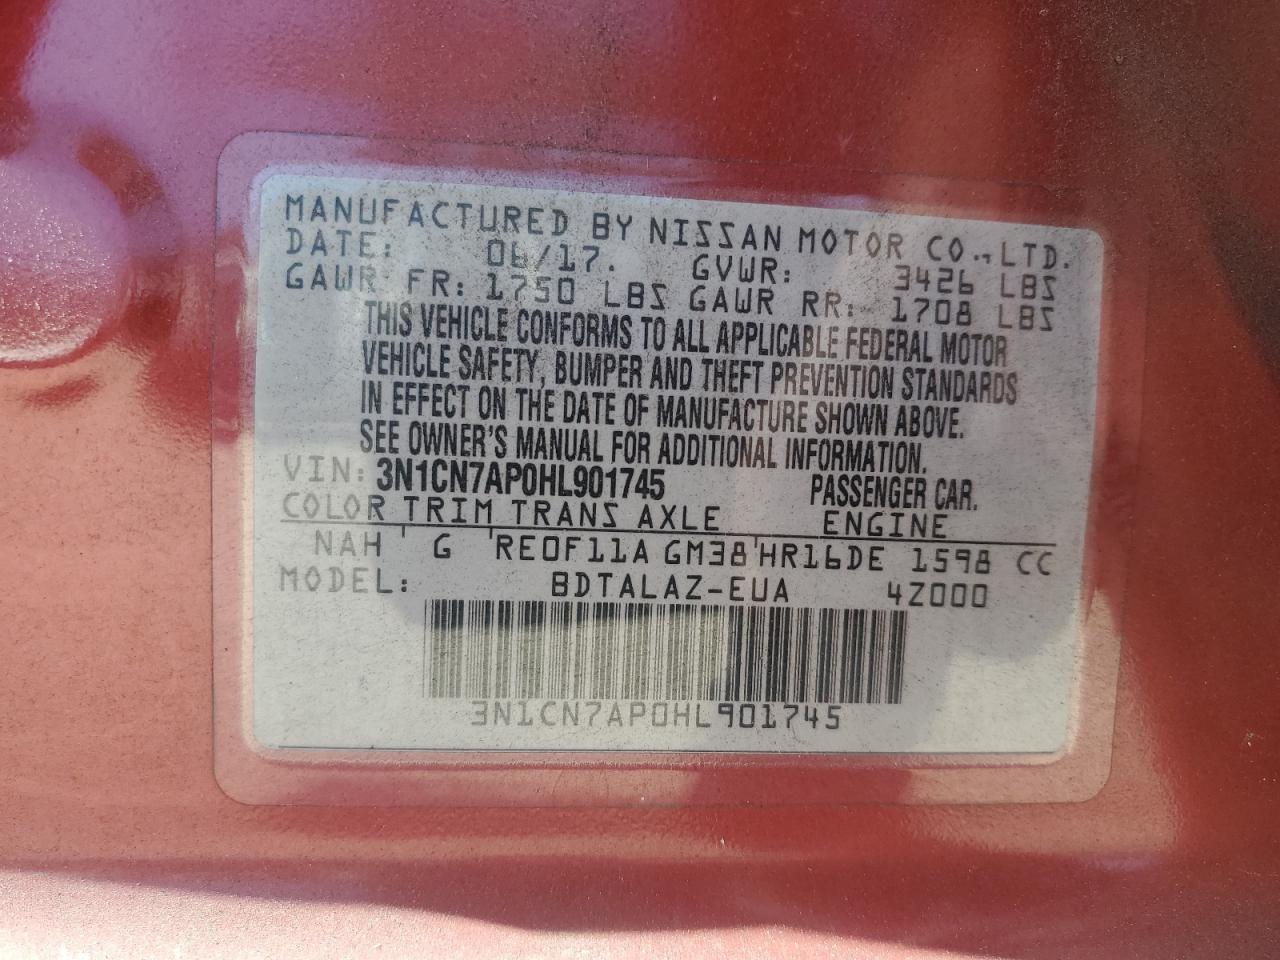 MANUFACTURED BY NISSAN MOTOR CO.,LTD.
DATE: 06/17. GVWR: 3426 LBS
GAWR FR: 1750 LBS GAWR RR: 1708 LBS
THIS VEHICLE CONFORMS TO ALL APPLICABLE FEDERAL MOTOR
VEHICLE SAFETY, BUMPER AND THEFT PREVENTION STANDARDS
IN EFFECT ON THE DATE OF MANUFACTURE SHOWN ABOVE.
SEE OWNER'S MANUAL FOR ADDITIONAL INFORMATION.
VIN: 3N1CN7AP0HL901745 PASSENGER CAR.
COLOR TRIM TRANS AXLE ENGINE
NAH G RE0F11A GM38 HR16DE 1598 CC
MODEL: BDTALAZ-EUA 4Z000
3N1CN7AP0HL901745